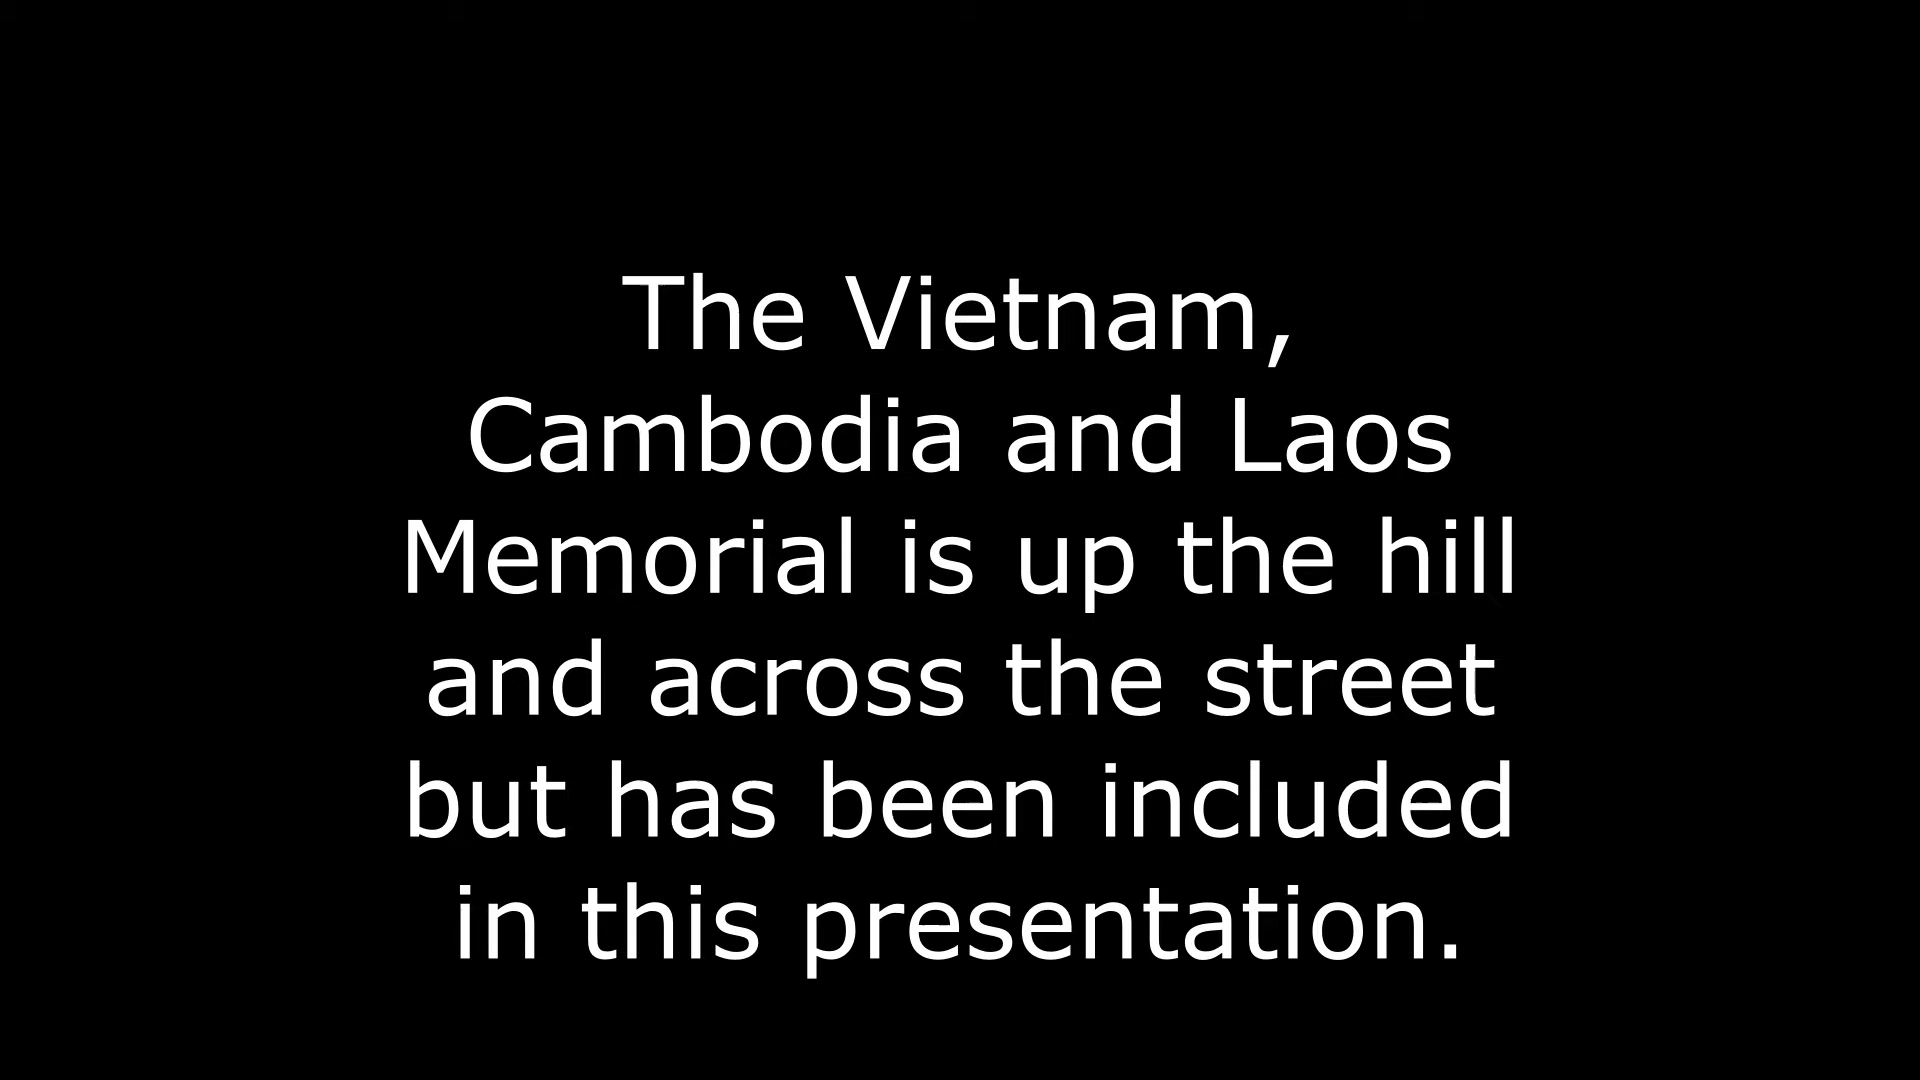 The Vietnam,
Cambodia and Laos
Memorial is up the hill
and across the street
but has been included
in this presentation.